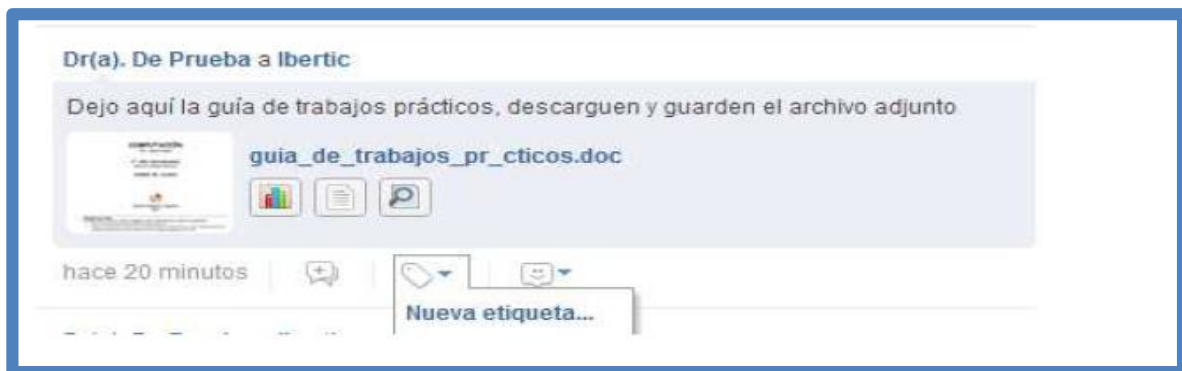 Dr(a). De Prueba a Ibertic
Dejo aquí la guía de trabajos prácticos, descarguen y guarden el archivo adjunto
COMPUTACIÓN
guia_de_trabajos_pr_cticos.doc
hace 20 minutos
Nueva etiqueta...